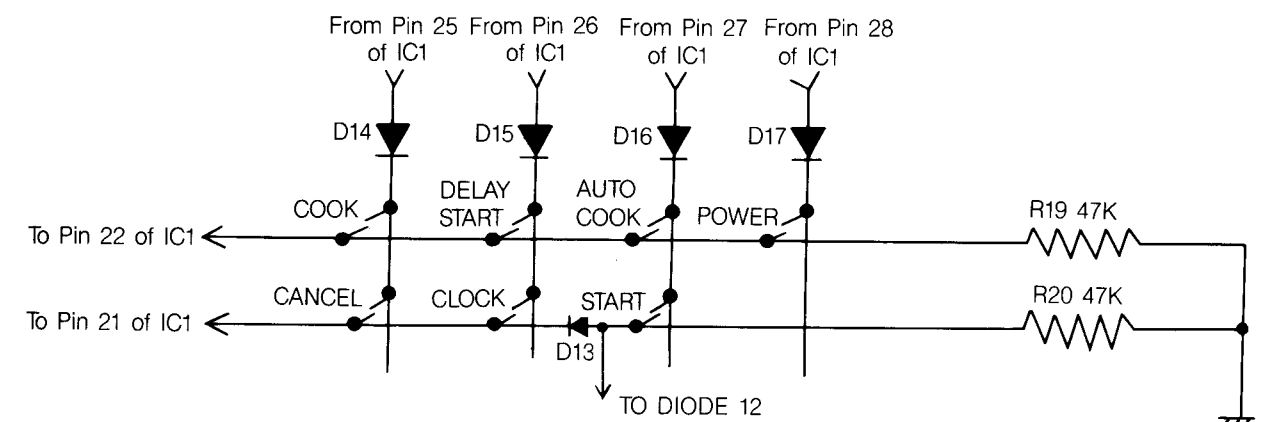 From Pin 25
of IC1
From Pin 26
of IC1
From Pin 27
of IC1
From Pin 28
of IC1
D14
D15
D16
D17
COOK
DELAY
START
AUTO
COOK
POWER
R19 47K
To Pin 22 of IC1
CANCEL
CLOCK
START
R20 47K
To Pin 21 of IC1
D13
TO DIODE 12